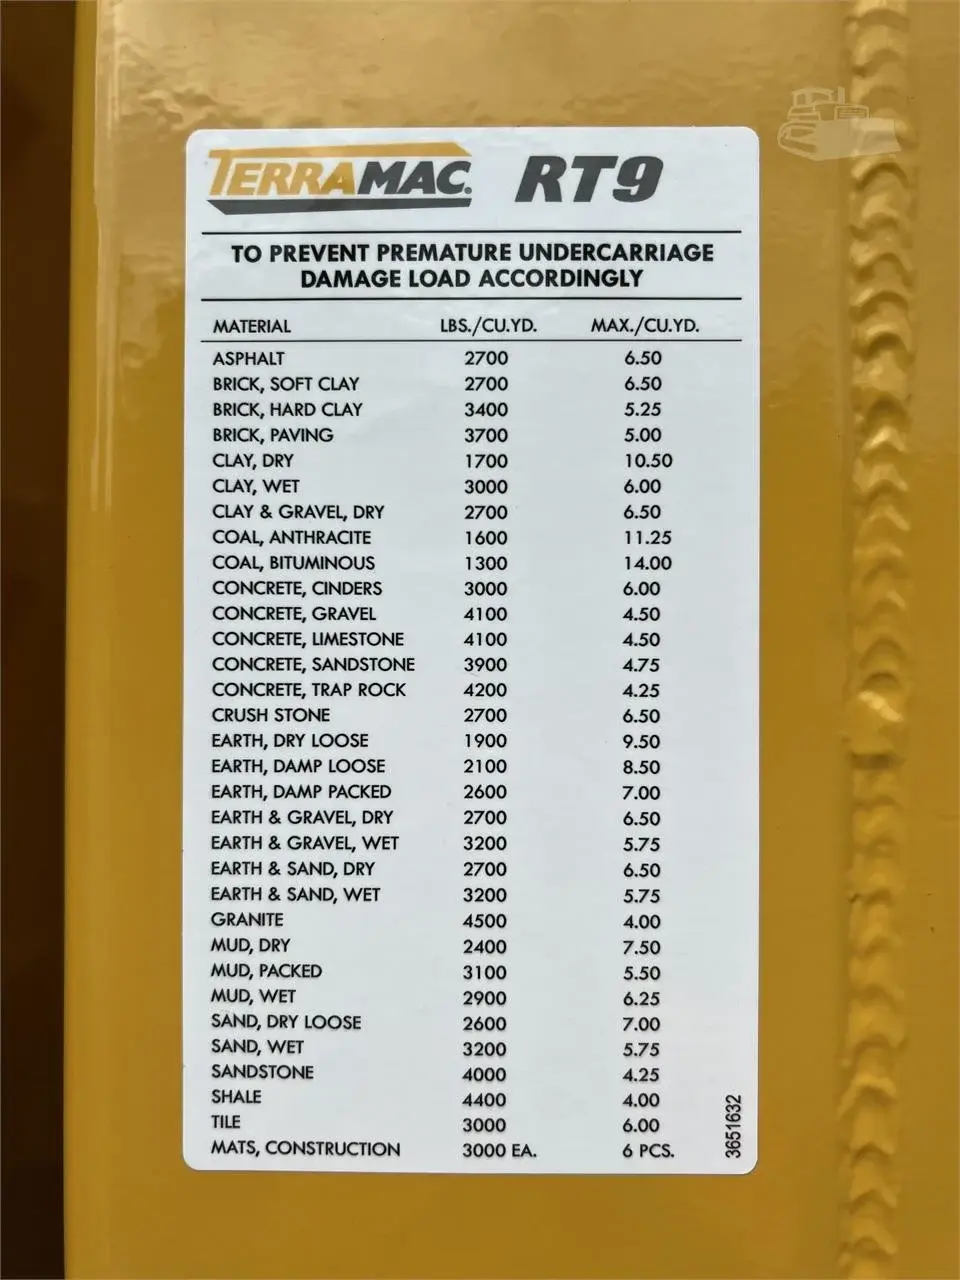 TERRAMAC. RT9
TO PREVENT PREMATURE UNDERCARRIAGE
DAMAGE LOAD ACCORDINGLY
MATERIAL LBS./CU.YD. MAX./CU.YD.
ASPHALT 2700 6.50
BRICK, SOFT CLAY 2700 6.50
BRICK, HARD CLAY 3400 5.25
BRICK, PAVING 3700 5.00
CLAY, DRY 1700 10.50
CLAY, WET 3000 6.00
CLAY & GRAVEL, DRY 2700 6.50
COAL, ANTHRACITE 1600 11.25
COAL, BITUMINOUS 1300 14.00
CONCRETE, CINDERS 3000 6.00
CONCRETE, GRAVEL 4100 4.50
CONCRETE, LIMESTONE 4100 4.50
CONCRETE, SANDSTONE 3900 4.75
CONCRETE, TRAP ROCK 4200 4.25
CRUSH STONE 2700 6.50
EARTH, DRY LOOSE 1900 9.50
EARTH, DAMP LOOSE 2100 8.50
EARTH, DAMP PACKED 2600 7.00
EARTH & GRAVEL, DRY 2700 6.50
EARTH & GRAVEL, WET 3200 5.75
EARTH & SAND, DRY 2700 6.50
EARTH & SAND, WET 3200 5.75
GRANITE 4500 4.00
MUD, DRY 2400 7.50
MUD, PACKED 3100 5.50
MUD, WET 2900 6.25
SAND, DRY LOOSE 2600 7.00
SAND, WET 3200 5.75
SANDSTONE 4000 4.25
SHALE 4400 4.00
TILE 3000 6.00
MATS, CONSTRUCTION 3000 EA. 6 PCS.
3651632